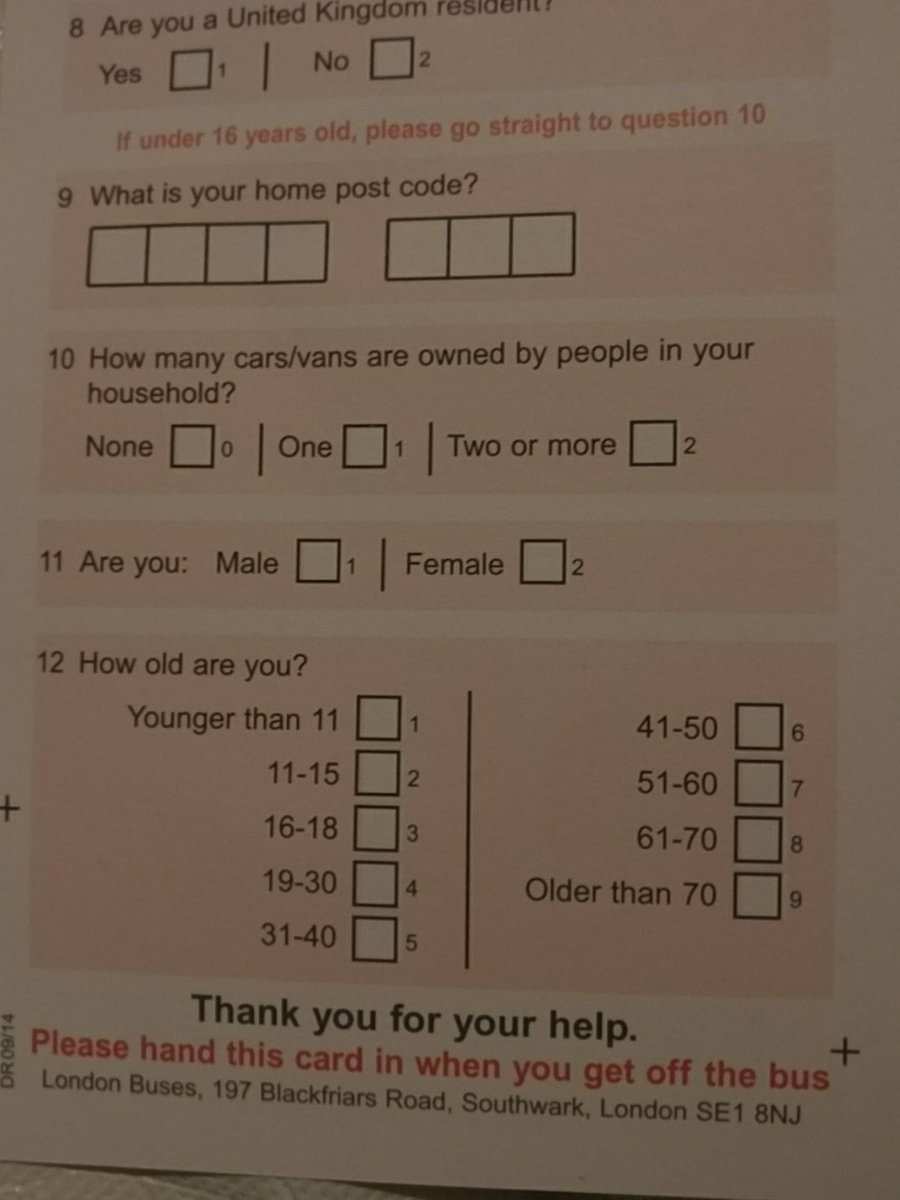 8 Are you a United Kingdom resident?
Yes 1 | No 2
If under 16 years old, please go straight to question 10
9 What is your home post code?
10 How many cars/vans are owned by people in your
household?
None 0 | One 1 | Two or more 2
11 Are you: Male 1 | Female 2
12 How old are you?
Younger than 11 1
11-15 2
16-18 3
19-30 4
31-40 5
41-50 6
51-60 7
61-70 8
Older than 70 9
Thank you for your help.
Please hand this card in when you get off the bus
London Buses, 197 Blackfriars Road, Southwark, London SE1 8NJ
DR 09/14